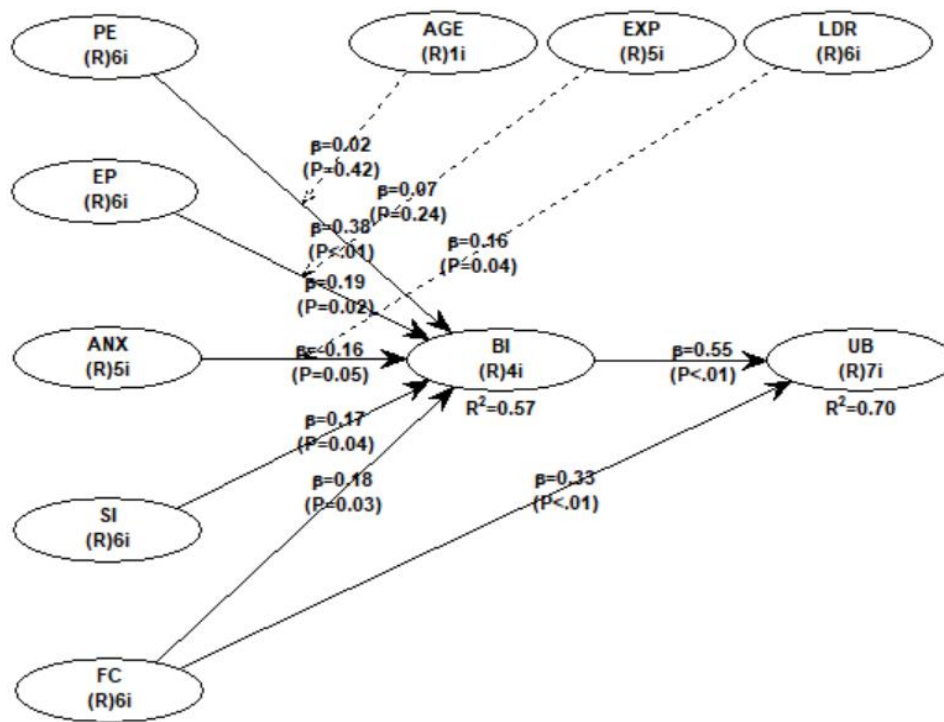 PE
(R)6i
AGE
(R)1i
EXP
(R)5i
LDR
(R)6i
β=0.02
(P=0.42)
EP
(R)6i
β=0.07
(P=0.24)
β=0.38
(P<.01)
β=0.16
(P=0.04)
β=0.19
(P=0.02)
ANX
(R)5i
β=-0.16
(P=0.05)
BI
(R)4i
R²=0.57
β=0.55
(P<.01)
UB
(R)7i
R²=0.70
β=0.17
(P=0.04)
SI
(R)6i
β=0.18
(P=0.03)
β=0.33
(P<.01)
FC
(R)6i